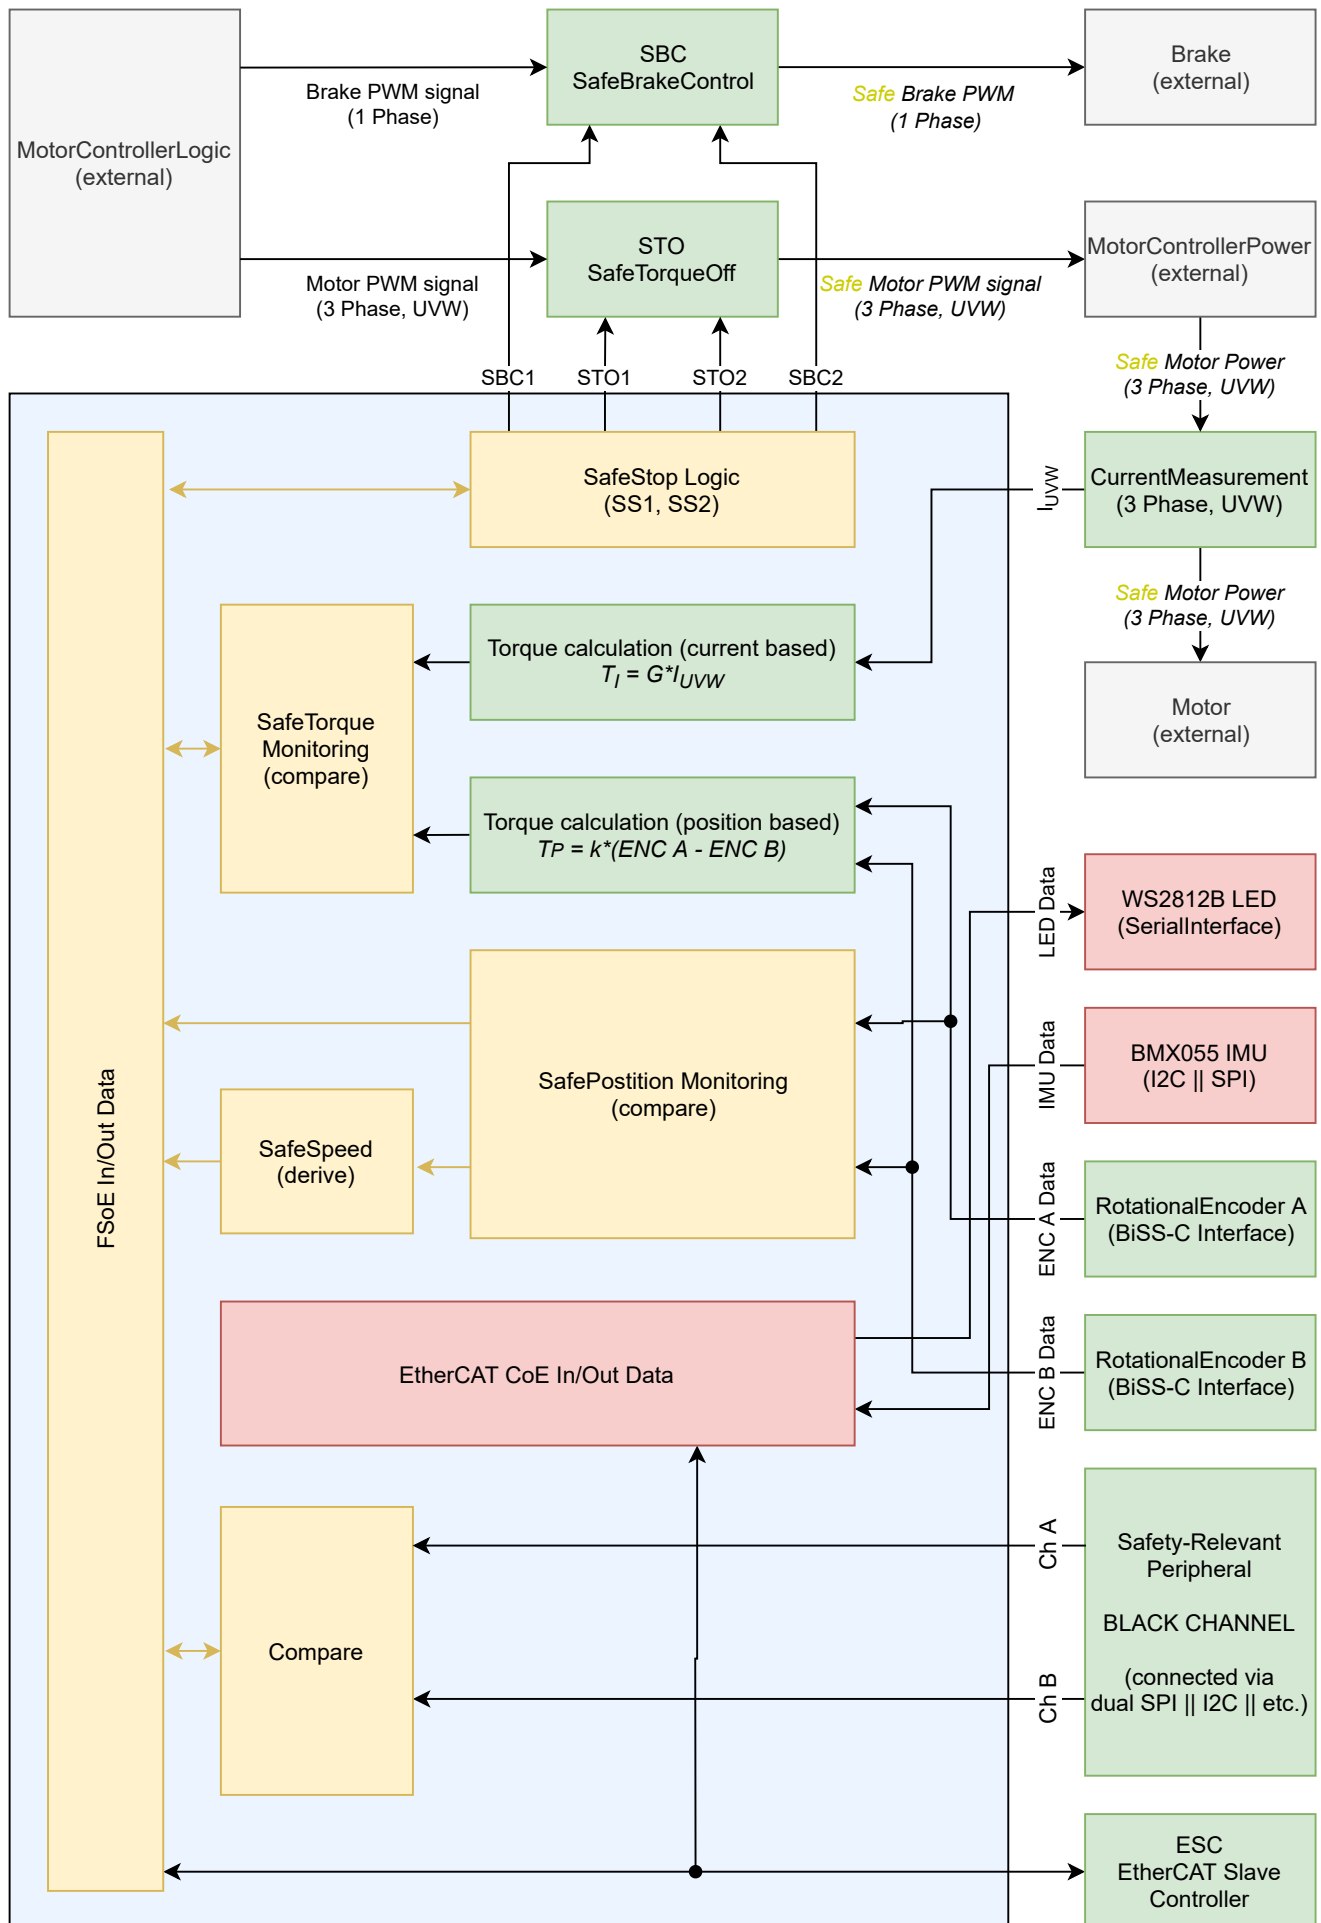 MotorControllerLogic
(external)
Brake PWM signal
(1 Phase)
SBC
SafeBrakeControl
Safe Brake PWM
(1 Phase)
Brake
(external)
Motor PWM signal
(3 Phase, UVW)
STO
SafeTorqueOff
Safe Motor PWM signal
(3 Phase, UVW)
MotorControllerPower
(external)
SBC1
STO1
STO2
SBC2
Safe Motor Power
(3 Phase, UVW)
FSoE In/Out Data
SafeStop Logic
(SS1, SS2)
IUVW
CurrentMeasurement
(3 Phase, UVW)
Safe Motor Power
(3 Phase, UVW)
SafeTorque
Monitoring
(compare)
Torque calculation (current based)
TI = G*IUVW
Motor
(external)
Torque calculation (position based)
TP = k*(ENC A - ENC B)
LED Data
WS2812B LED
(SerialInterface)
SafePostition Monitoring
(compare)
IMU Data
BMX055 IMU
(I2C || SPI)
SafeSpeed
(derive)
ENC A Data
RotationalEncoder A
(BiSS-C Interface)
EtherCAT CoE In/Out Data
ENC B Data
RotationalEncoder B
(BiSS-C Interface)
Compare
Ch A
Ch B
Safety-Relevant
Peripheral
BLACK CHANNEL
(connected via
dual SPI || I2C || etc.)
ESC
EtherCAT Slave
Controller